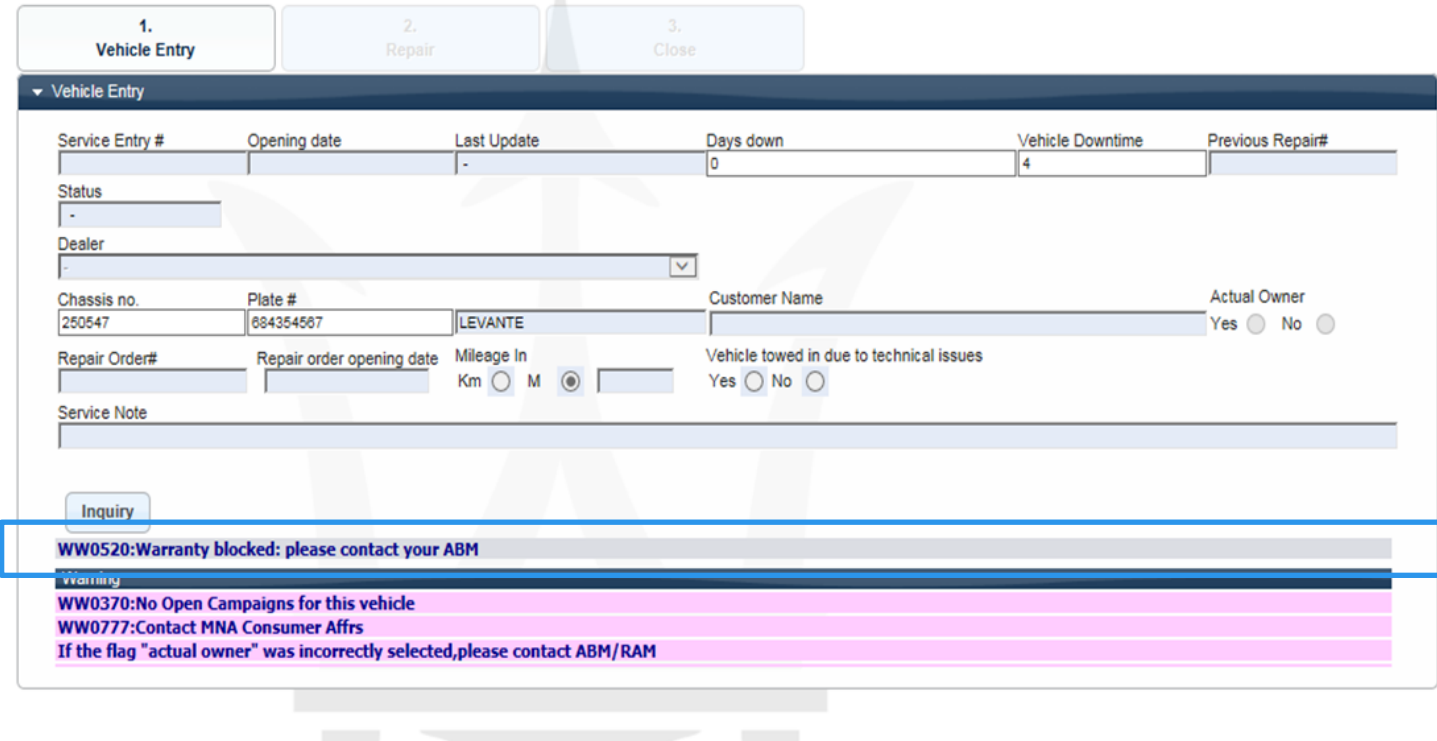 1. 2. 3.
Vehicle Entry Repair Close
Vehicle Entry
Service Entry # Opening date Last Update Days down Vehicle Downtime Previous Repair#
- 0 4
Status
-
Dealer
-
Chassis no. Plate # Customer Name Actual Owner
250547 684354567 LEVANTE Yes No
Repair Order# Repair order opening date Mileage In Vehicle towed in due to technical issues
Km M Yes No
Service Note
Inquiry
WW0520:Warranty blocked: please contact your ABM
Warning
WW0370:No Open Campaigns for this vehicle
WW0777:Contact MNA Consumer Affrs
If the flag "actual owner" was incorrectly selected,please contact ABM/RAM